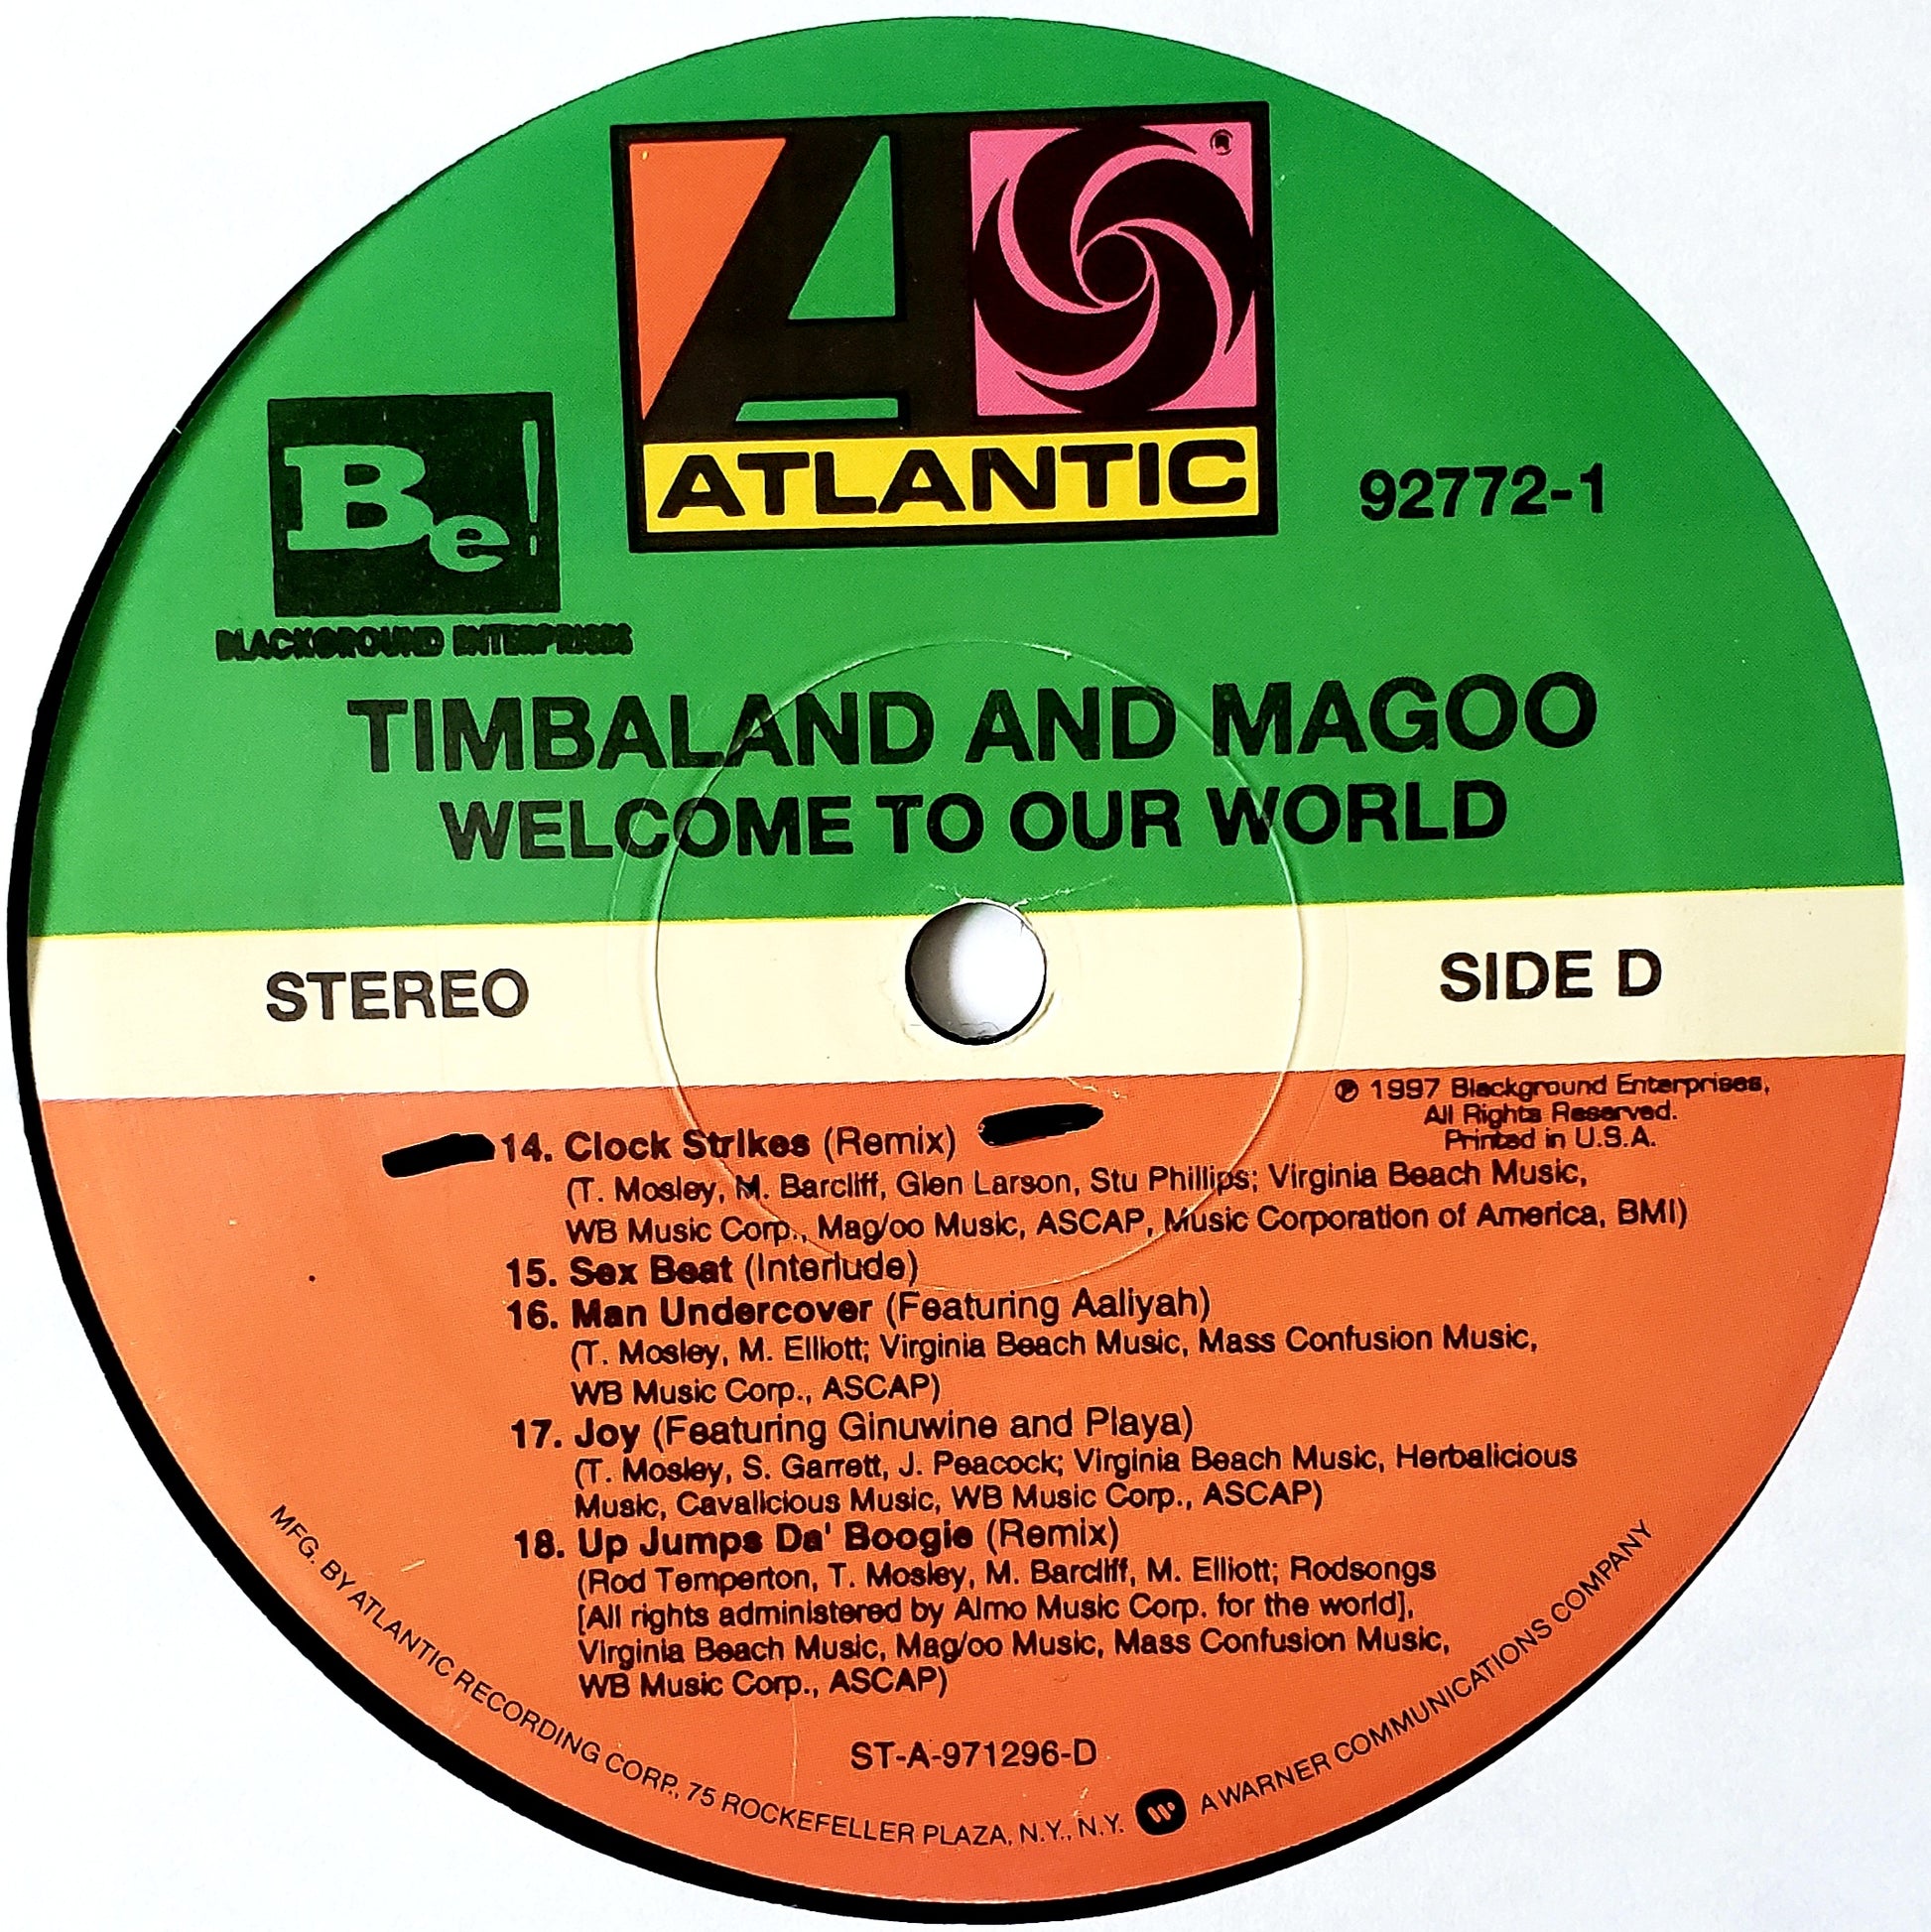 ATLANTIC
®
Be!
BLACKGROUND ENTERPRISES
92772-1
TIMBALAND AND MAGOO
WELCOME TO OUR WORLD
STEREO
SIDE D
℗ 1997 Blackground Enterprises,
All Rights Reserved.
Printed in U.S.A.
14. Clock Strikes (Remix)
(T. Mosley, M. Barcliff, Glen Larson, Stu Phillips; Virginia Beach Music,
WB Music Corp., Mag/oo Music, ASCAP, Music Corporation of America, BMI)
15. Sex Beat (Interlude)
16. Man Undercover (Featuring Aaliyah)
(T. Mosley, M. Elliott; Virginia Beach Music, Mass Confusion Music,
WB Music Corp., ASCAP)
17. Joy (Featuring Ginuwine and Playa)
(T. Mosley, S. Garrett, J. Peacock; Virginia Beach Music, Herbalicious
Music, Cavalicious Music, WB Music Corp., ASCAP)
18. Up Jumps Da' Boogie (Remix)
(Rod Temperton, T. Mosley, M. Barcliff, M. Elliott; Rodsongs
[All rights administered by Almo Music Corp. for the world],
Virginia Beach Music, Mag/oo Music, Mass Confusion Music,
WB Music Corp., ASCAP)
ST-A-971296-D
MFG. BY ATLANTIC RECORDING CORP., 75 ROCKEFELLER PLAZA, N.Y., N.Y. A WARNER COMMUNICATIONS COMPANY